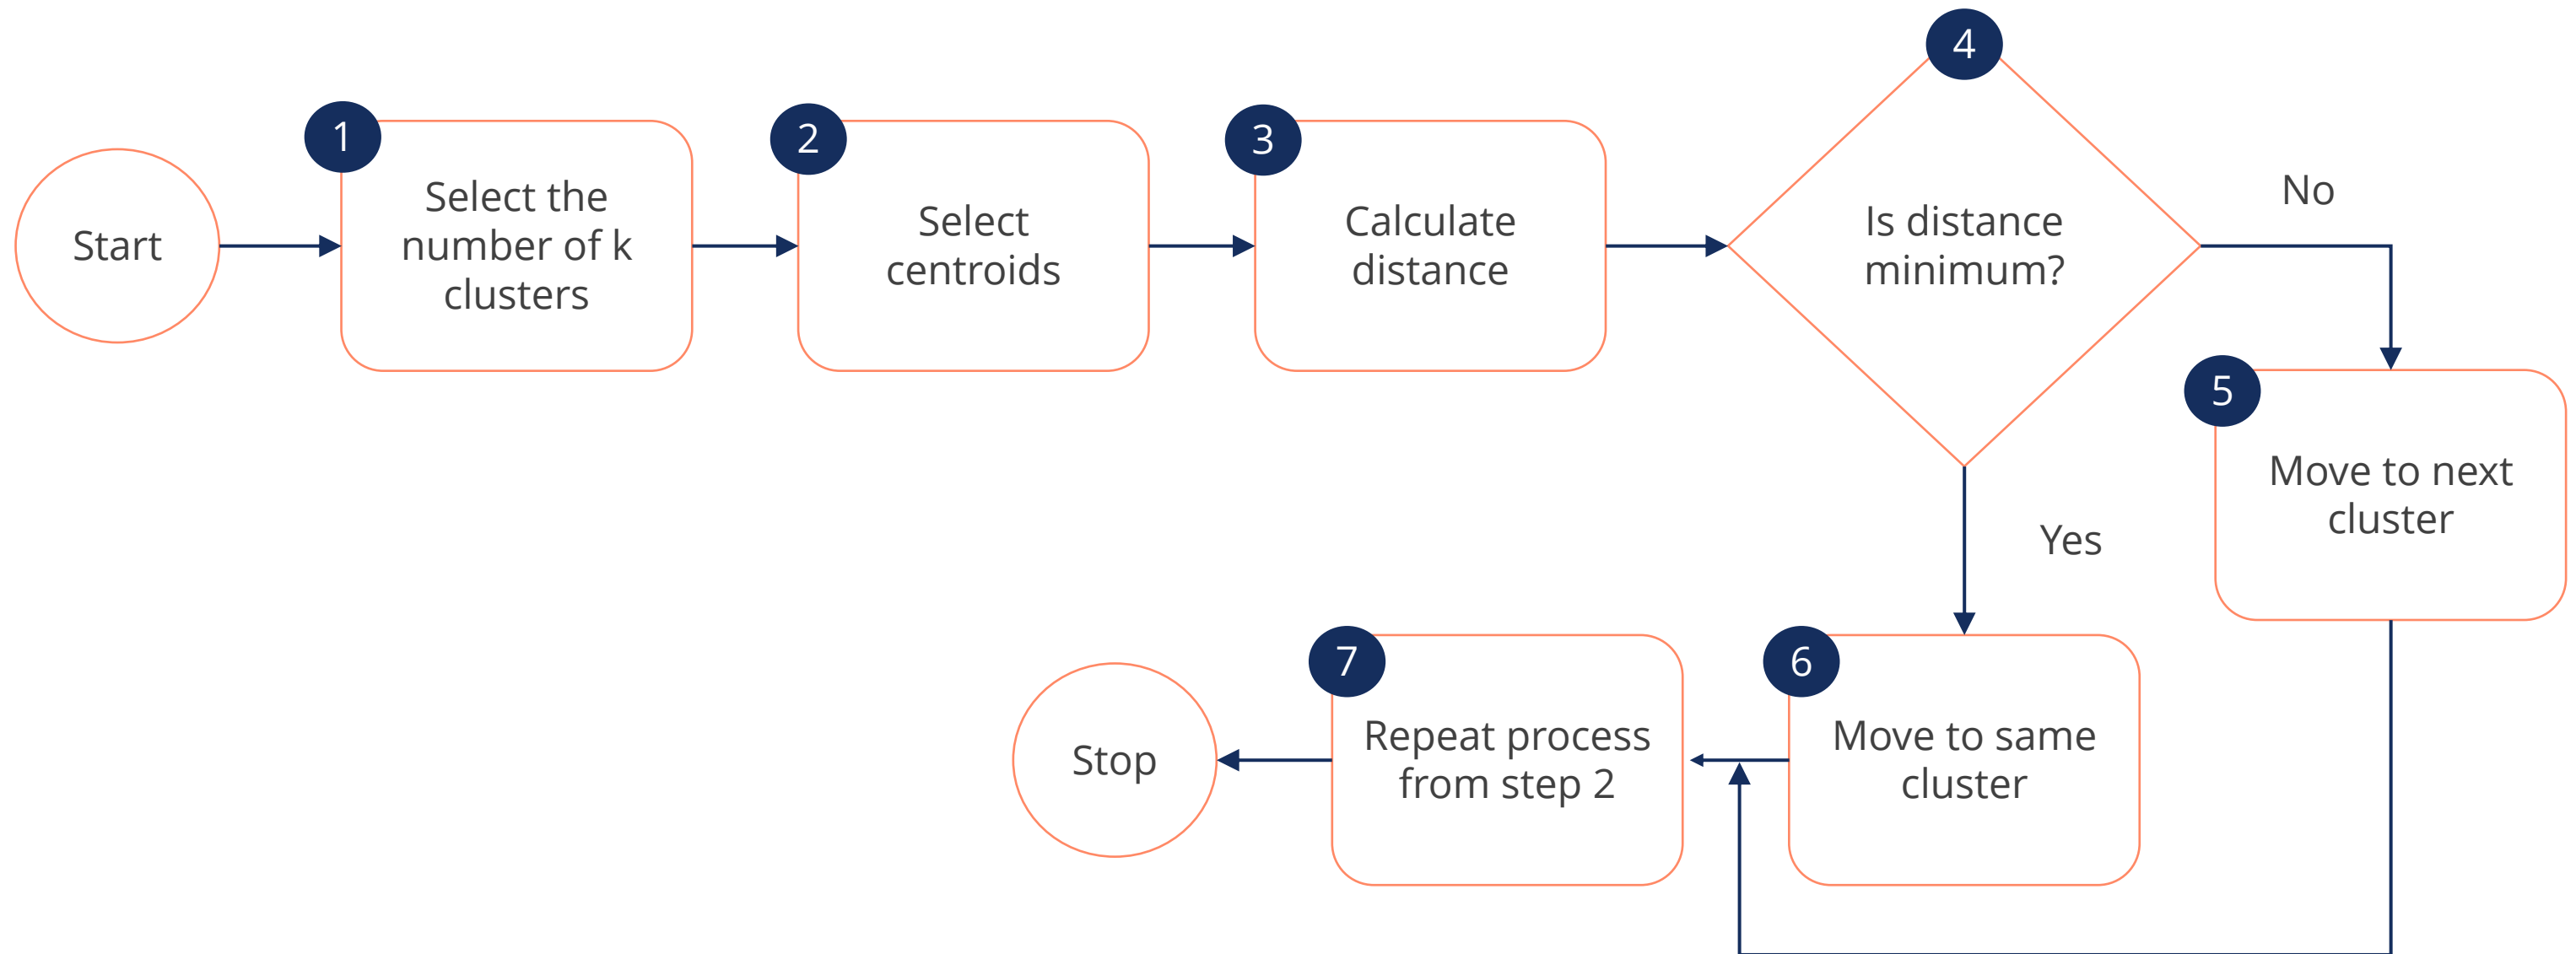 Start
1
Select the
number of k
clusters
2
Select
centroids
3
Calculate
distance
4
Is distance
minimum?
No
5
Move to next
cluster
Yes
6
Move to same
cluster
7
Repeat process
from step 2
Stop